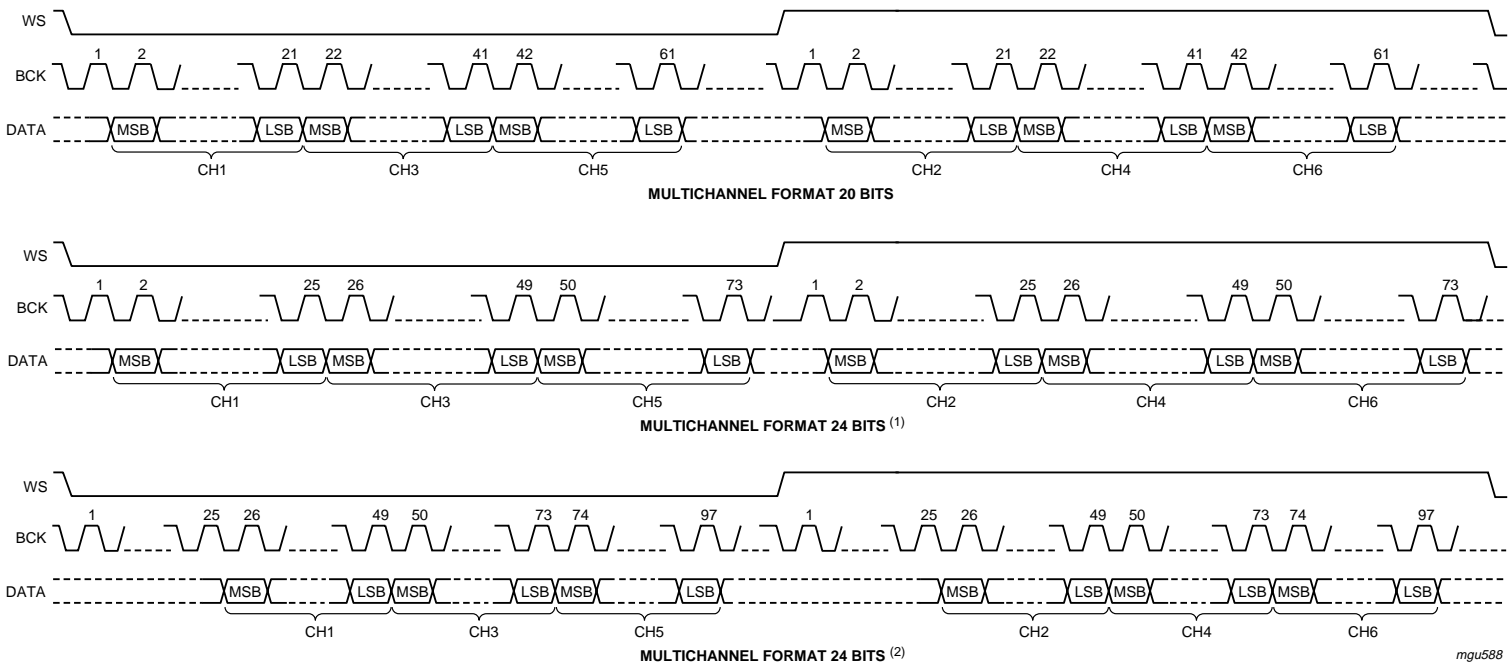 WS
1 2 21 22 41 42 61 1 2 21 22 41 42 61
BCK
DATA MSB LSB MSB LSB MSB LSB MSB LSB MSB LSB MSB LSB
CH1 CH3 CH5 CH2 CH4 CH6
MULTICHANNEL FORMAT 20 BITS
WS
1 2 25 26 49 50 73 1 2 25 26 49 50 73
BCK
DATA MSB LSB MSB LSB MSB LSB MSB LSB MSB LSB MSB LSB
CH1 CH3 CH5 CH2 CH4 CH6
MULTICHANNEL FORMAT 24 BITS (1)
WS
1 25 26 49 50 73 74 97 1 25 26 49 50 73 74 97
BCK
DATA MSB LSB MSB LSB MSB LSB MSB LSB MSB LSB MSB LSB
CH1 CH3 CH5 CH2 CH4 CH6
MULTICHANNEL FORMAT 24 BITS (2)
mgu588